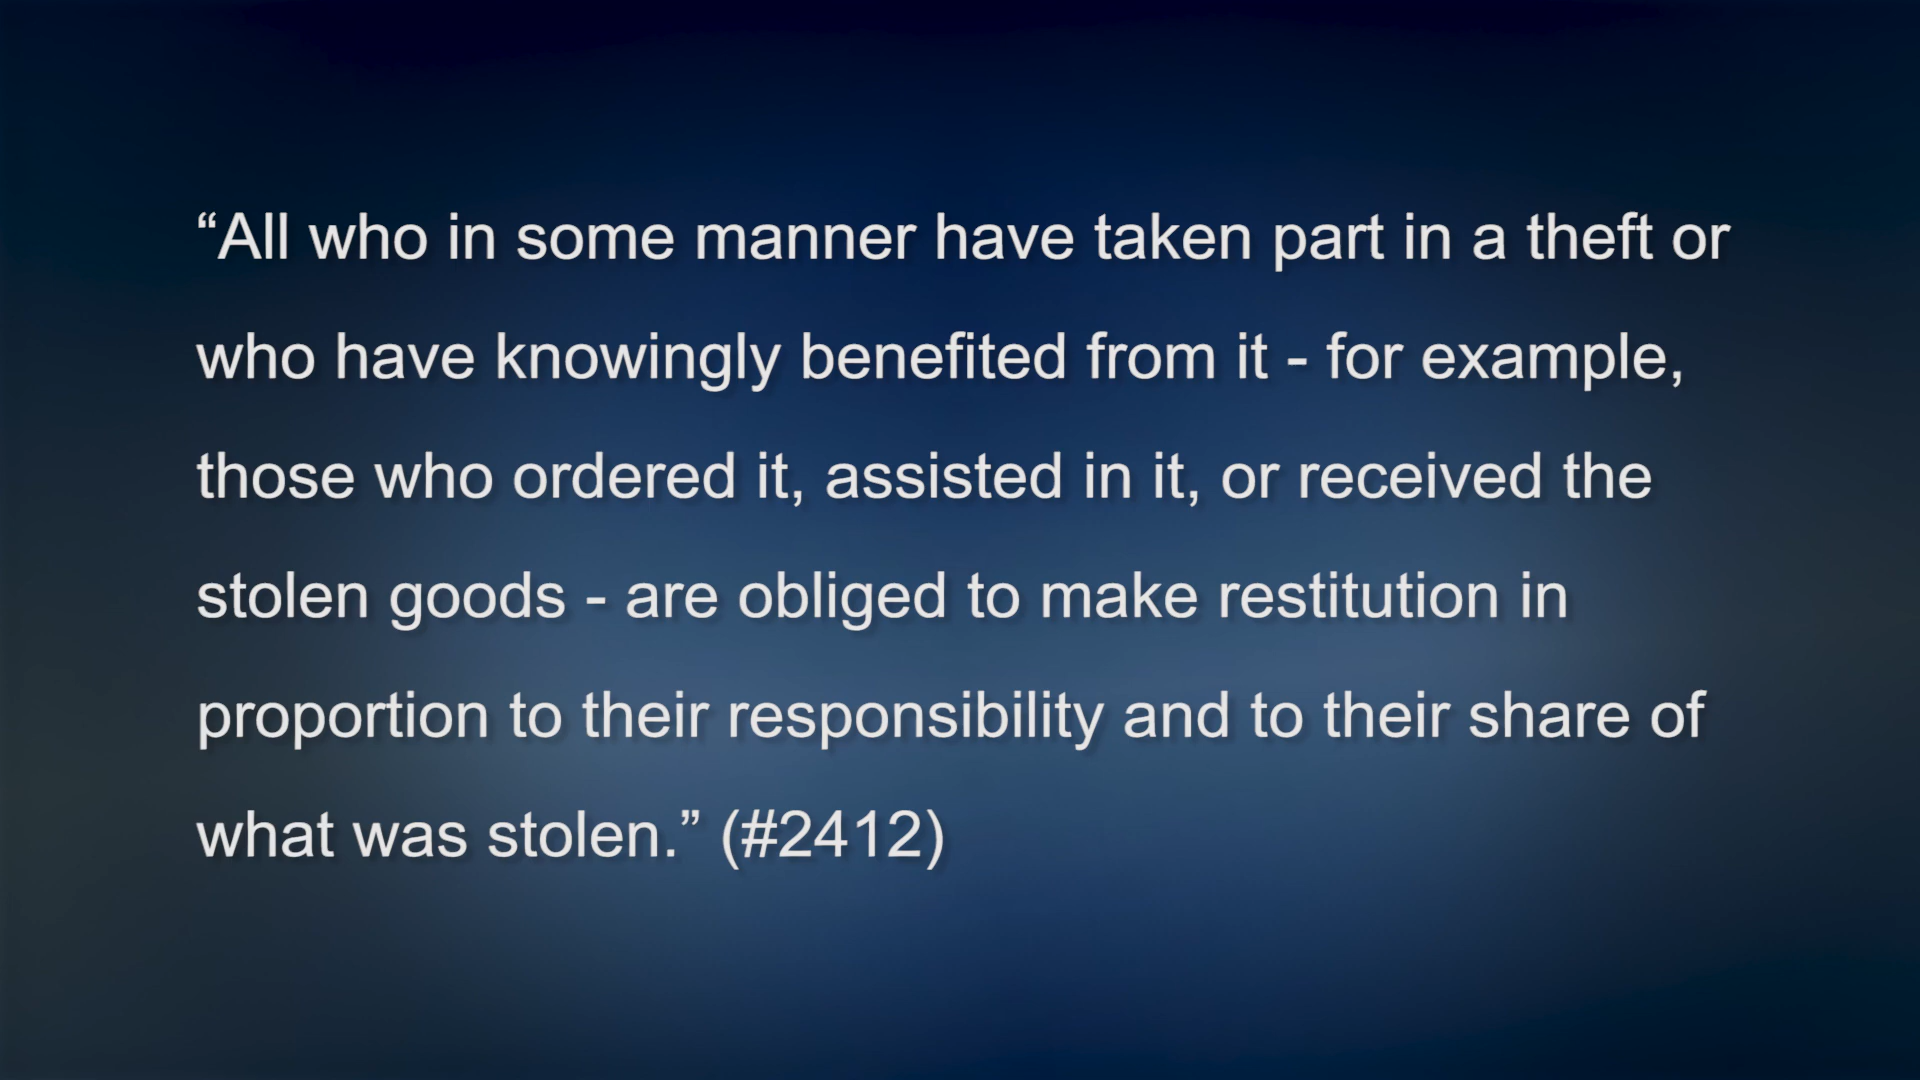 “All who in some manner have taken part in a theft or
who have knowingly benefited from it - for example,
those who ordered it, assisted in it, or received the
stolen goods - are obliged to make restitution in
proportion to their responsibility and to their share of
what was stolen.” (#2412)